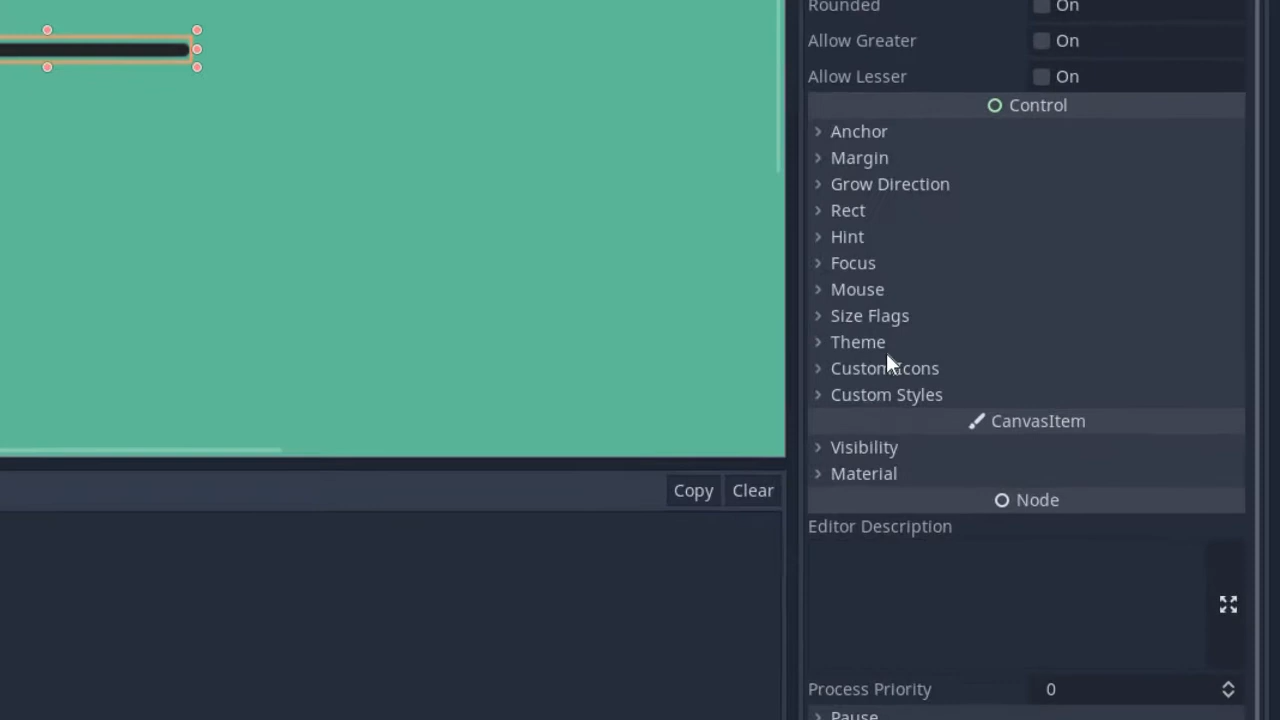 Rounded On
Allow Greater On
Allow Lesser On
Control
Anchor
Margin
Grow Direction
Rect
Hint
Focus
Mouse
Size Flags
Theme
Custom Icons
Custom Styles
CanvasItem
Visibility
Material
Copy Clear
Node
Editor Description
Process Priority 0
Pause